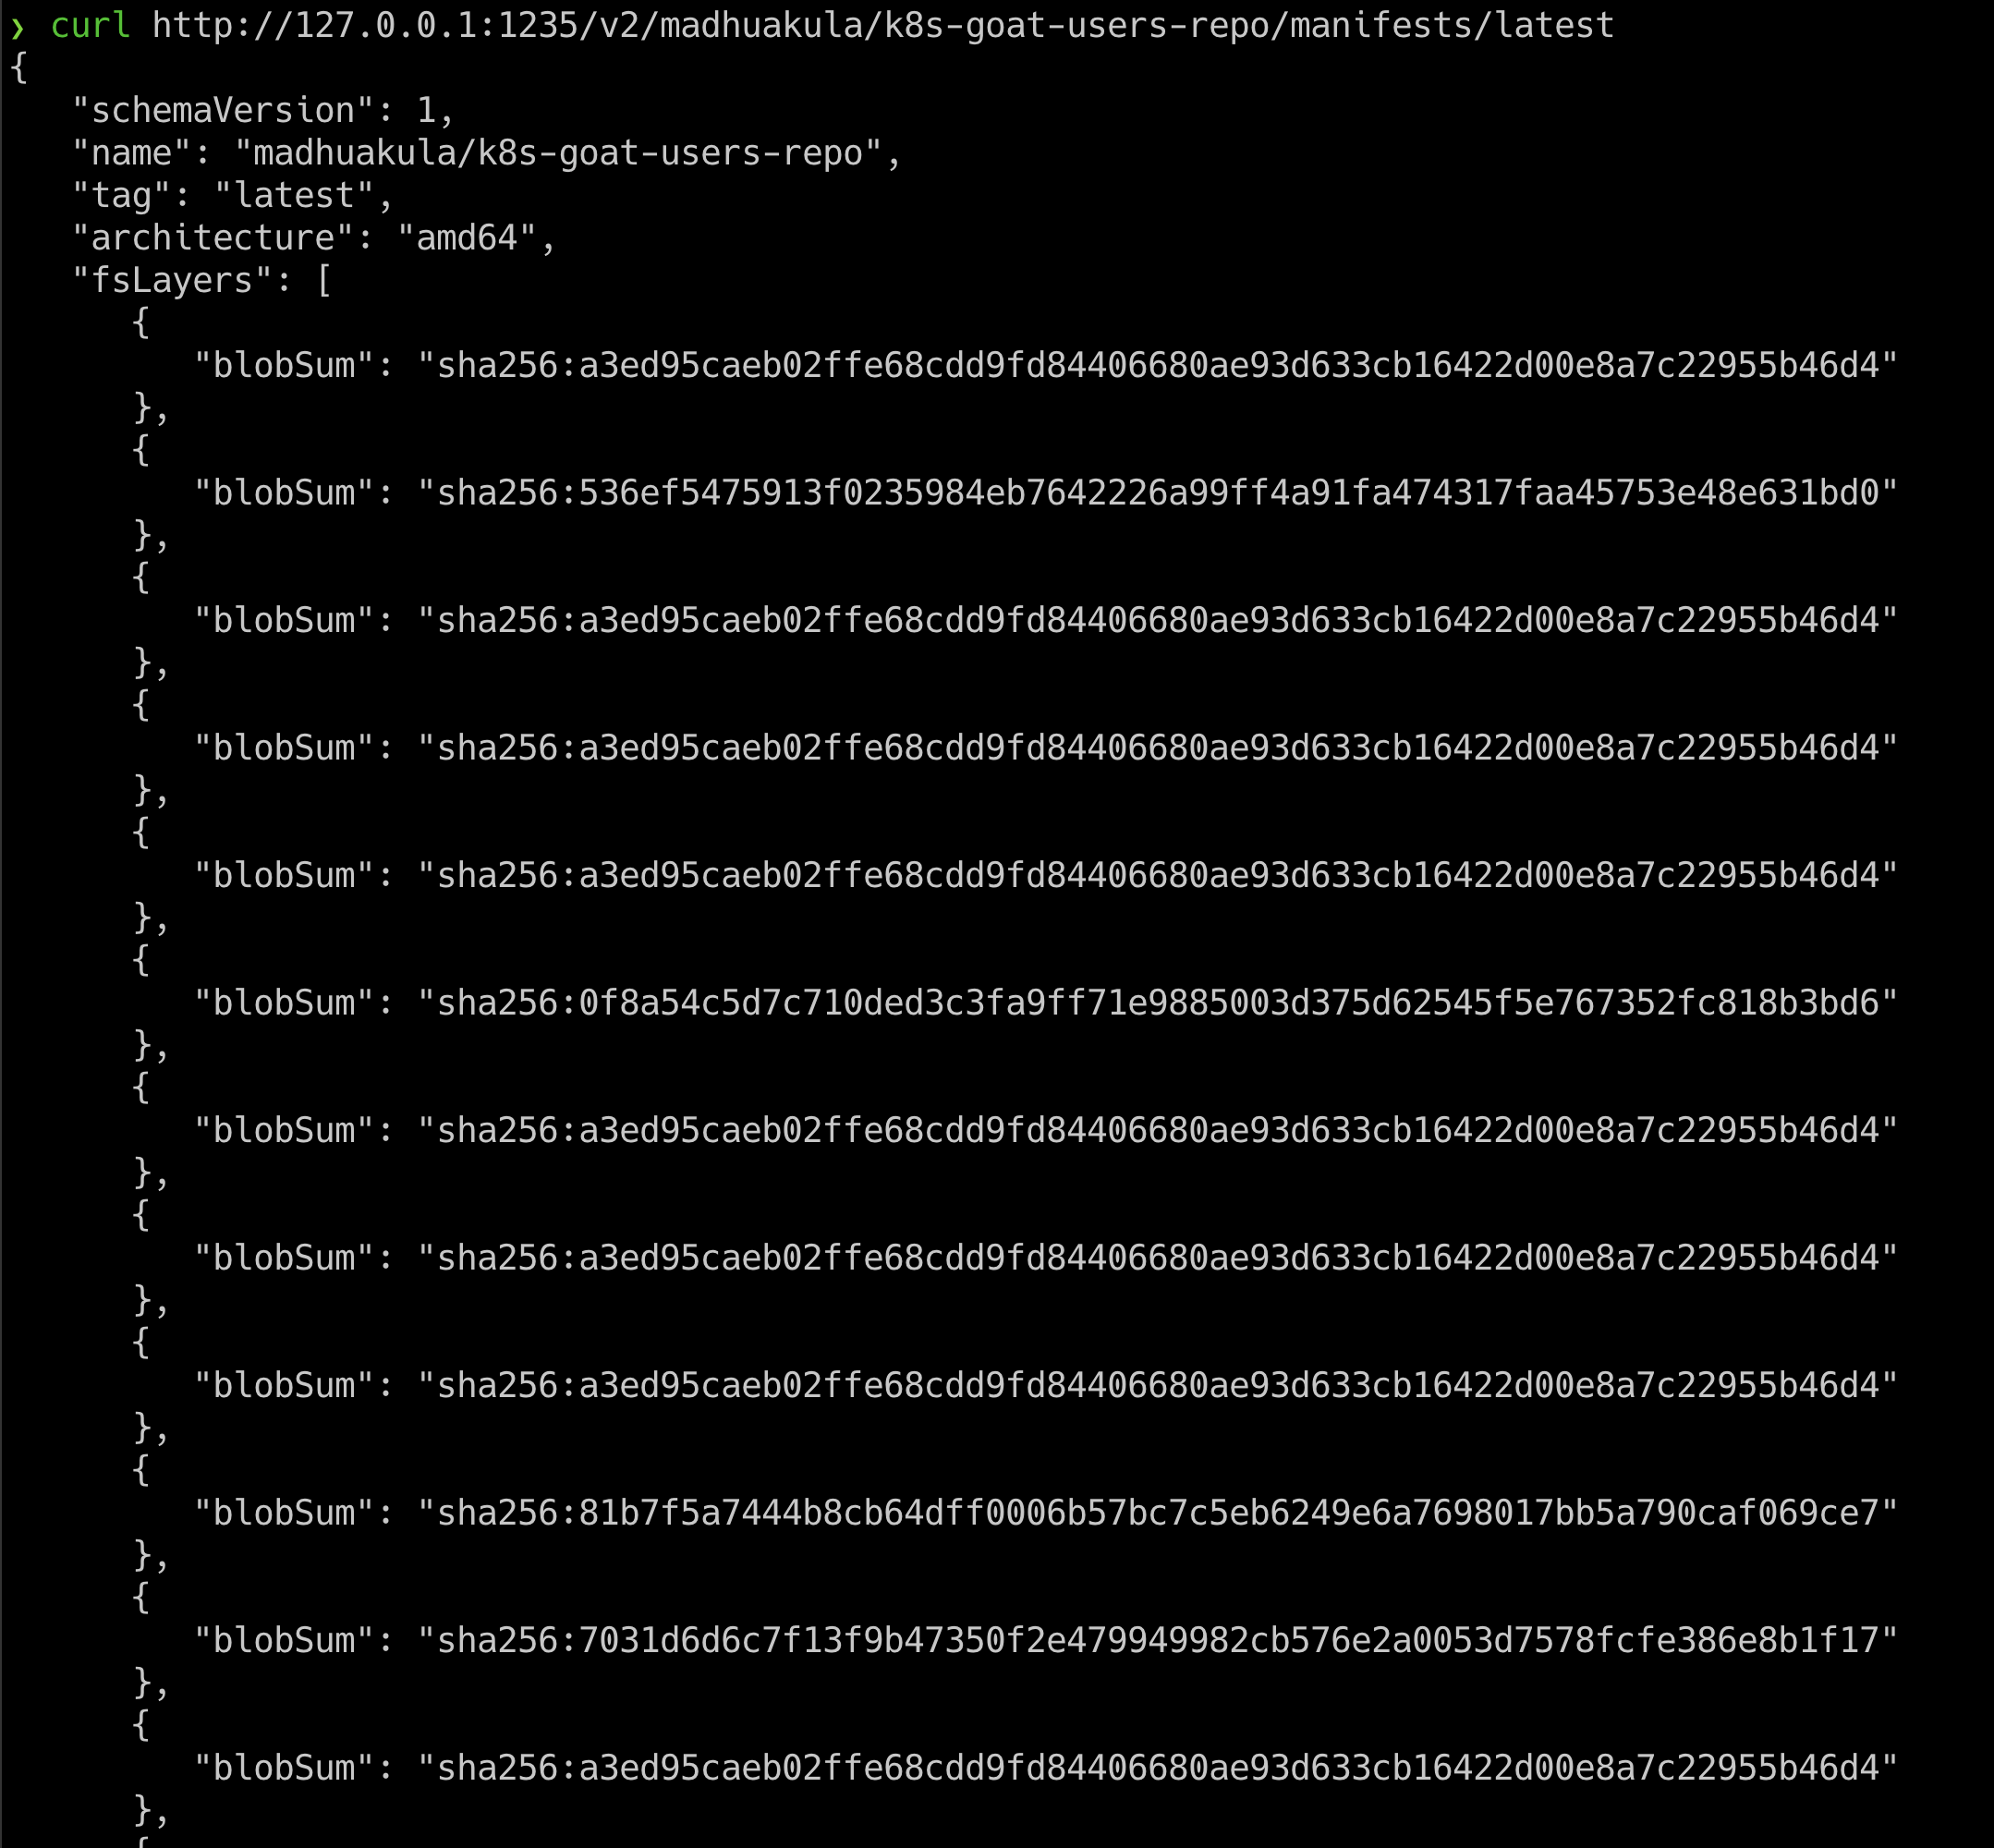 ❯ curl http://127.0.0.1:1235/v2/madhuakula/k8s-goat-users-repo/manifests/latest
{
   "schemaVersion": 1,
   "name": "madhuakula/k8s-goat-users-repo",
   "tag": "latest",
   "architecture": "amd64",
   "fsLayers": [
      {
         "blobSum": "sha256:a3ed95caeb02ffe68cdd9fd84406680ae93d633cb16422d00e8a7c22955b46d4"
      },
      {
         "blobSum": "sha256:536ef5475913f0235984eb7642226a99ff4a91fa474317faa45753e48e631bd0"
      },
      {
         "blobSum": "sha256:a3ed95caeb02ffe68cdd9fd84406680ae93d633cb16422d00e8a7c22955b46d4"
      },
      {
         "blobSum": "sha256:a3ed95caeb02ffe68cdd9fd84406680ae93d633cb16422d00e8a7c22955b46d4"
      },
      {
         "blobSum": "sha256:a3ed95caeb02ffe68cdd9fd84406680ae93d633cb16422d00e8a7c22955b46d4"
      },
      {
         "blobSum": "sha256:0f8a54c5d7c710ded3c3fa9ff71e9885003d375d62545f5e767352fc818b3bd6"
      },
      {
         "blobSum": "sha256:a3ed95caeb02ffe68cdd9fd84406680ae93d633cb16422d00e8a7c22955b46d4"
      },
      {
         "blobSum": "sha256:a3ed95caeb02ffe68cdd9fd84406680ae93d633cb16422d00e8a7c22955b46d4"
      },
      {
         "blobSum": "sha256:a3ed95caeb02ffe68cdd9fd84406680ae93d633cb16422d00e8a7c22955b46d4"
      },
      {
         "blobSum": "sha256:81b7f5a7444b8cb64dff0006b57bc7c5eb6249e6a7698017bb5a790caf069ce7"
      },
      {
         "blobSum": "sha256:7031d6d6c7f13f9b47350f2e479949982cb576e2a0053d7578fcfe386e8b1f17"
      },
      {
         "blobSum": "sha256:a3ed95caeb02ffe68cdd9fd84406680ae93d633cb16422d00e8a7c22955b46d4"
      },
      {